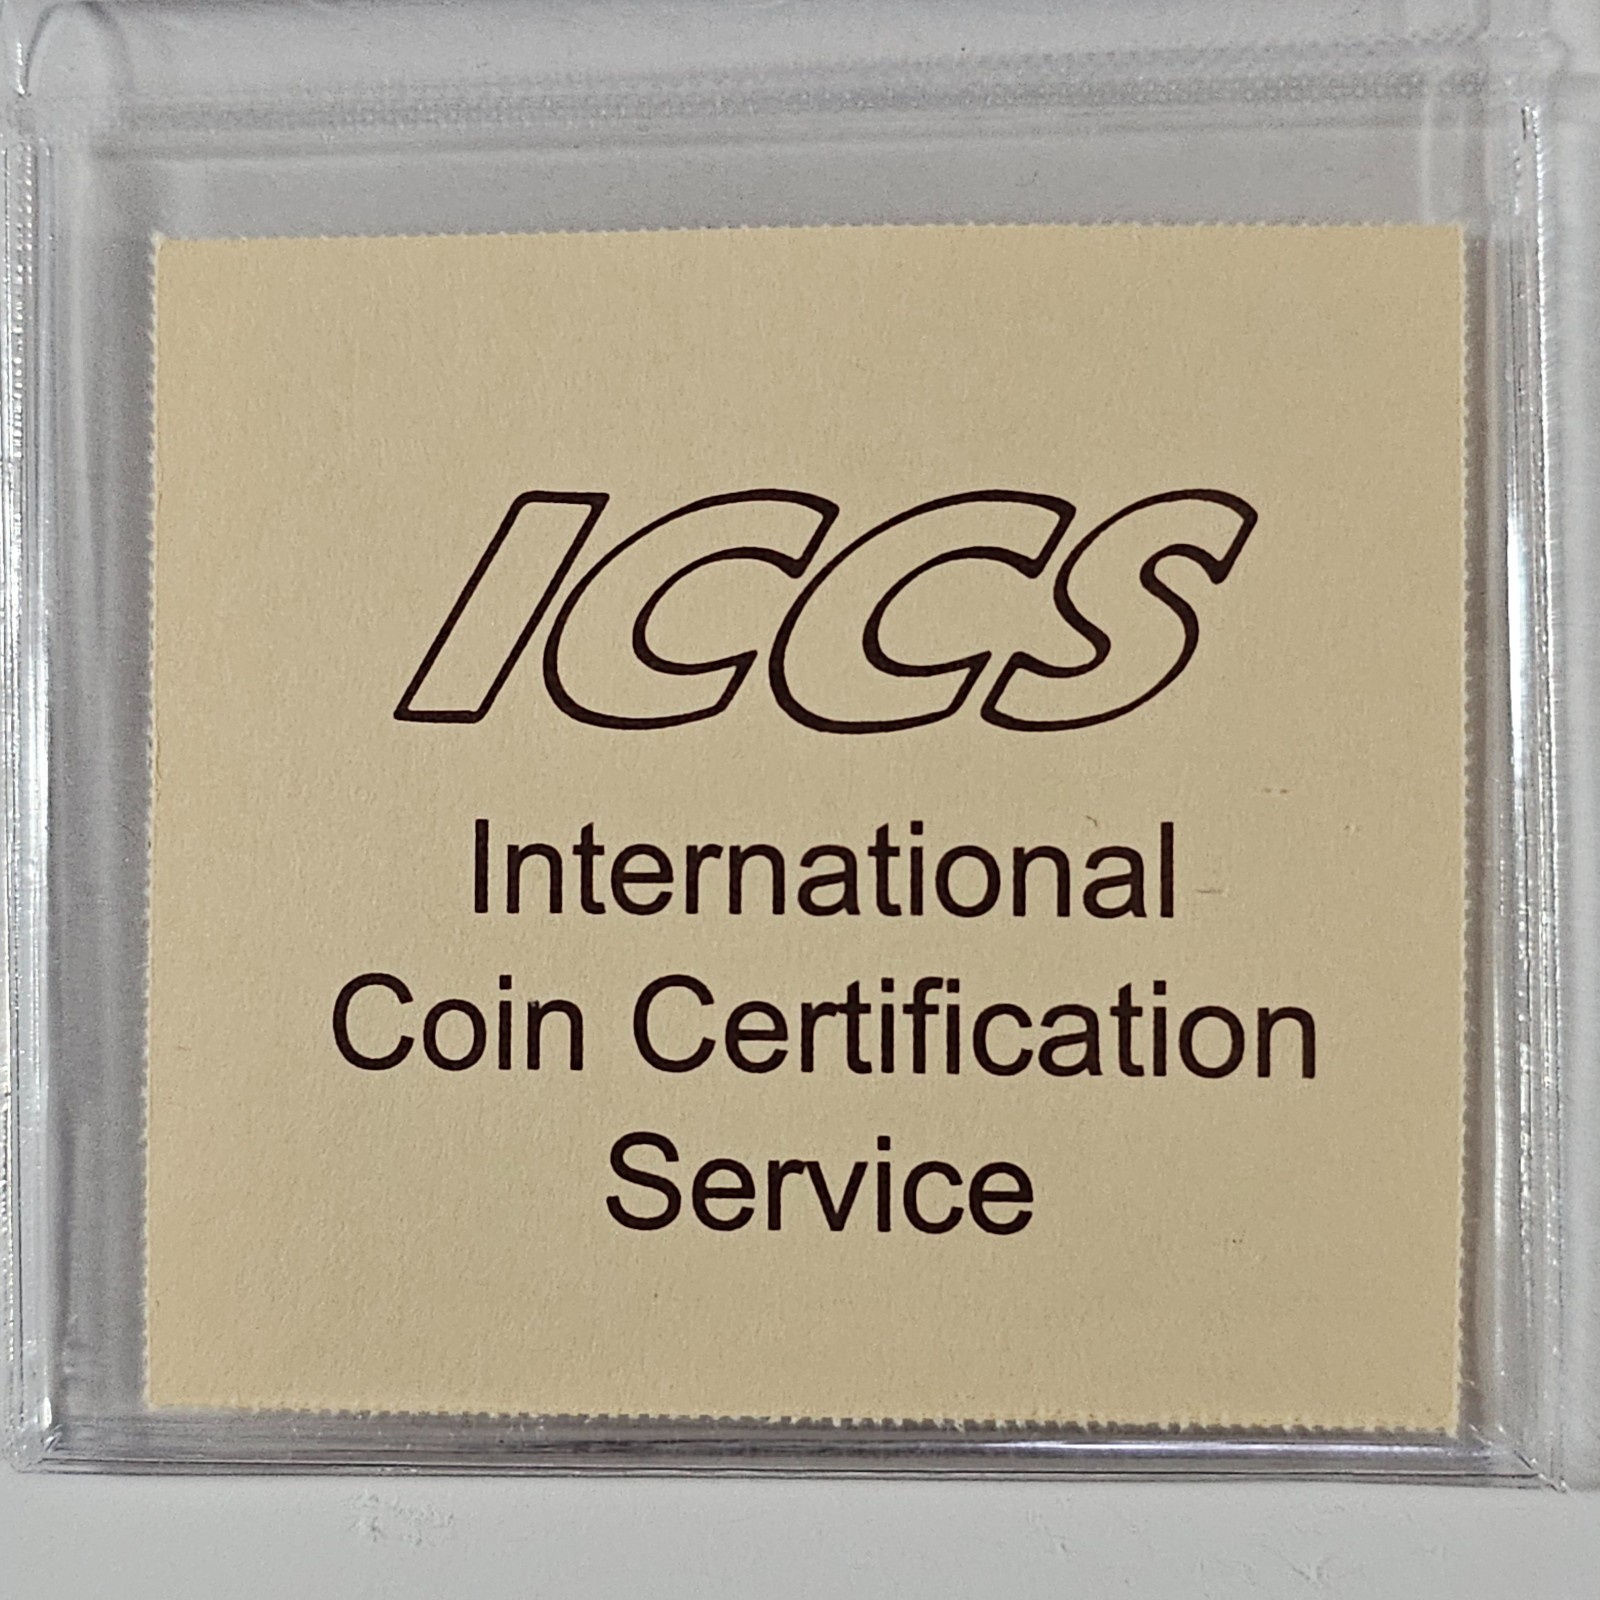 ICCS
International
Coin Certification
Service